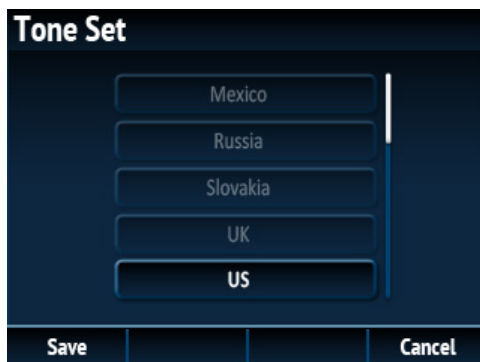 Tone Set
Mexico
Russia
Slovakia
UK
US
Save
Cancel